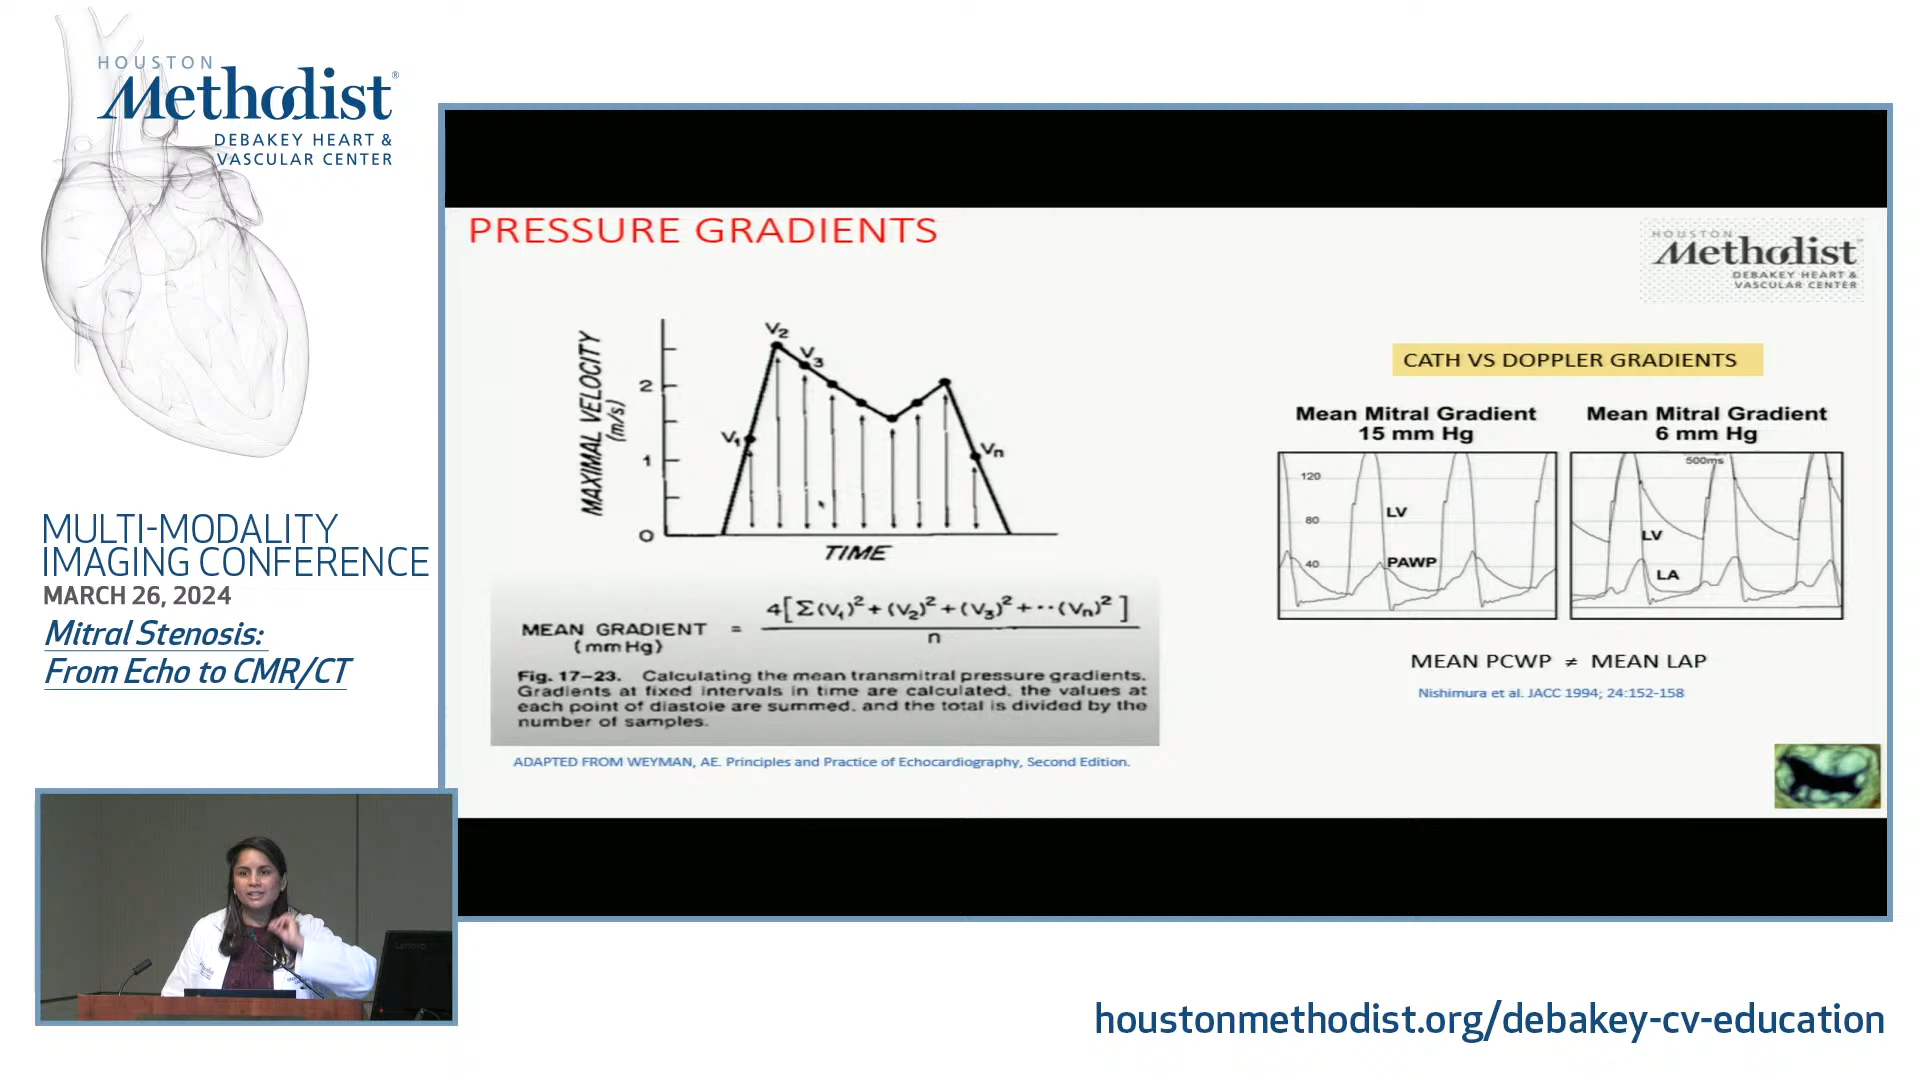 HOUSTON
Methodist®
DEBAKEY HEART &
VASCULAR CENTER
MULTI-MODALITY
IMAGING CONFERENCE
MARCH 26, 2024
Mitral Stenosis:
From Echo to CMR/CT
PRESSURE GRADIENTS
HOUSTON
Methodist
DEBAKEY HEART &
VASCULAR CENTER
MAXIMAL VELOCITY
(m/s)
2
1
0
V1
V2
V3
Vn
TIME
MEAN GRADIENT
(mmHg)
=
4[Σ(V1)²+(V2)²+(V3)²+··(Vn)²]
n
Fig. 17–23. Calculating the mean transmitral pressure gradients.
Gradients at fixed intervals in time are calculated, the values at
each point of diastole are summed, and the total is divided by the
number of samples.
ADAPTED FROM WEYMAN, AE. Principles and Practice of Echocardiography, Second Edition.
CATH VS DOPPLER GRADIENTS
Mean Mitral Gradient
15 mm Hg
120
80
40
LV
PAWP
Mean Mitral Gradient
6 mm Hg
500ms
LV
LA
MEAN PCWP ≠ MEAN LAP
Nishimura et al. JACC 1994; 24:152-158
Lenovo
houstonmethodist.org/debakey-cv-education